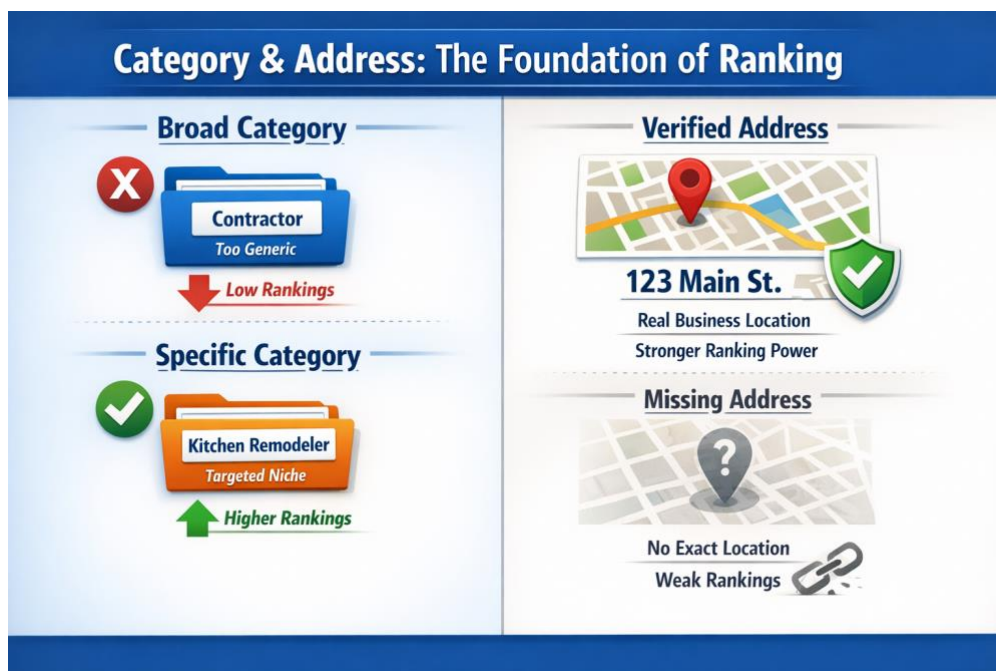 Category & Address: The Foundation of Ranking
Broad Category
X
Contractor
Too Generic
Low Rankings
Specific Category
Kitchen Remodeler
Targeted Niche
Higher Rankings
Verified Address
123 Main St.
Real Business Location
Stronger Ranking Power
Missing Address
?
No Exact Location
Weak Rankings